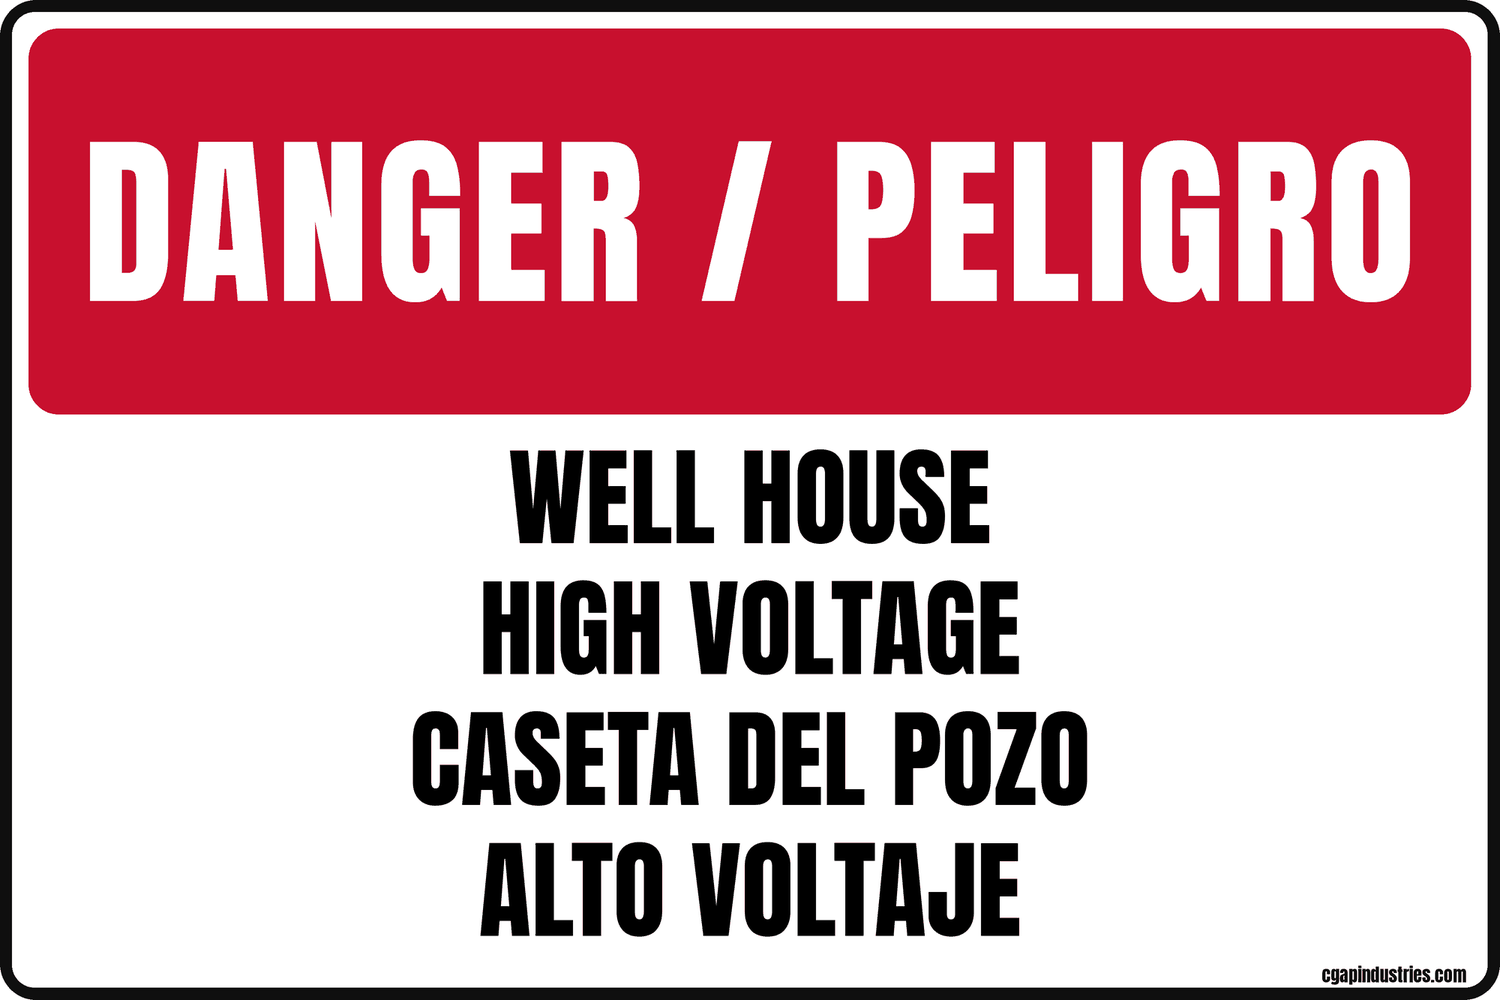 DANGER / PELIGRO
WELL HOUSE
HIGH VOLTAGE
CASETA DEL POZO
ALTO VOLTAJE
cgapindustries.com